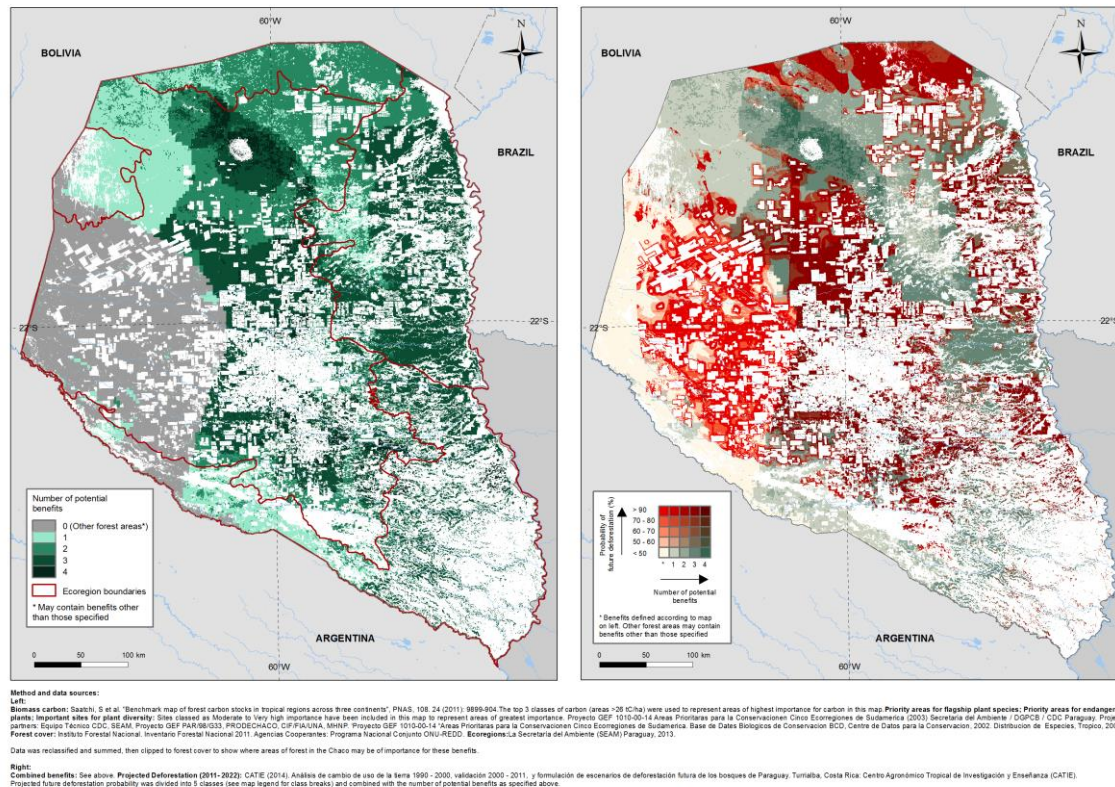 60°W
N
BOLIVIA
BRAZIL
22°S
Number of potential
benefits
0 (Other forest areas*)
1
2
3
4
Ecoregion boundaries
* May contain benefits other
than those specified
ARGENTINA
0 50 100 km
60°W
60°W
N
BOLIVIA
BRAZIL
22°S
Probability of
future deforestation (%)
> 90
70 - 80
60 - 70
50 - 60
< 50
* 1 2 3 4
Number of potential
benefits
* Benefits defined according to map
on left. Other forest areas may contain
benefits other than those specified
ARGENTINA
0 50 100 km
60°W
Method and data sources:
Left:
Biomass carbon: Saatchi, S et al. "Benchmark map of forest carbon stocks in tropical regions across three continents", PNAS, 108. 24 (2011): 9899-904.The top 3 classes of carbon (areas >26 tC/ha) were used to represent areas of highest importance for carbon in this map. Priority areas for flagship plant species; Priority areas for endanger
plants; Important sites for plant diversity: Sites classed as Moderate to Very high importance have been included in this map to represent areas of greatest importance. Proyecto GEF 1010-00-14 Areas Prioritaras para la Conservacionen Cinco Ecorregiones de Sudamerica (2003) Secretaria del Ambiente / DGPCB / CDC Paraguay. Proje
partners: Equipo Técnico CDC, SEAM, Proyecto GEF PAR/98/G33, PRODECHACO, CIF/FIA/UNA, MHNP. 'Proyecto GEF 1010-00-14 "Areas Prioritaras para la Conservacionen Cinco Ecorregiones de Sudamerica. Base de Datos Biologicos de Conservacion, BCD, Centro de Datos para la Conservacion, 2002. Distribucion de Especies, Tropico, 200
Forest cover: Instituto Forestal Nacional. Inventario Forestal Nacional 2011. Agencias Cooperantes: Programa Nacional Conjunto ONU-REDD. Ecoregions:La Secretaría del Ambiente (SEAM) Paraguay, 2013.
Data was reclassified and summed, then clipped to forest cover to show where areas of forest in the Chaco may be of importance for these benefits.
Right:
Combined benefits: See above. Projected Deforestation (2011- 2022): CATIE (2014). Análisis de cambio de uso de la tierra 1990 - 2000, validación 2000 - 2011, y formulación de escenarios de deforestación futura de los bosques de Paraguay. Turrialba, Costa Rica: Centro Agronómico Tropical de Investigación y Enseñanza (CATIE).
Projected future deforestation probability was divided into 5 classes (see map legend for class breaks) and combined with the number of potential benefits as specified above.